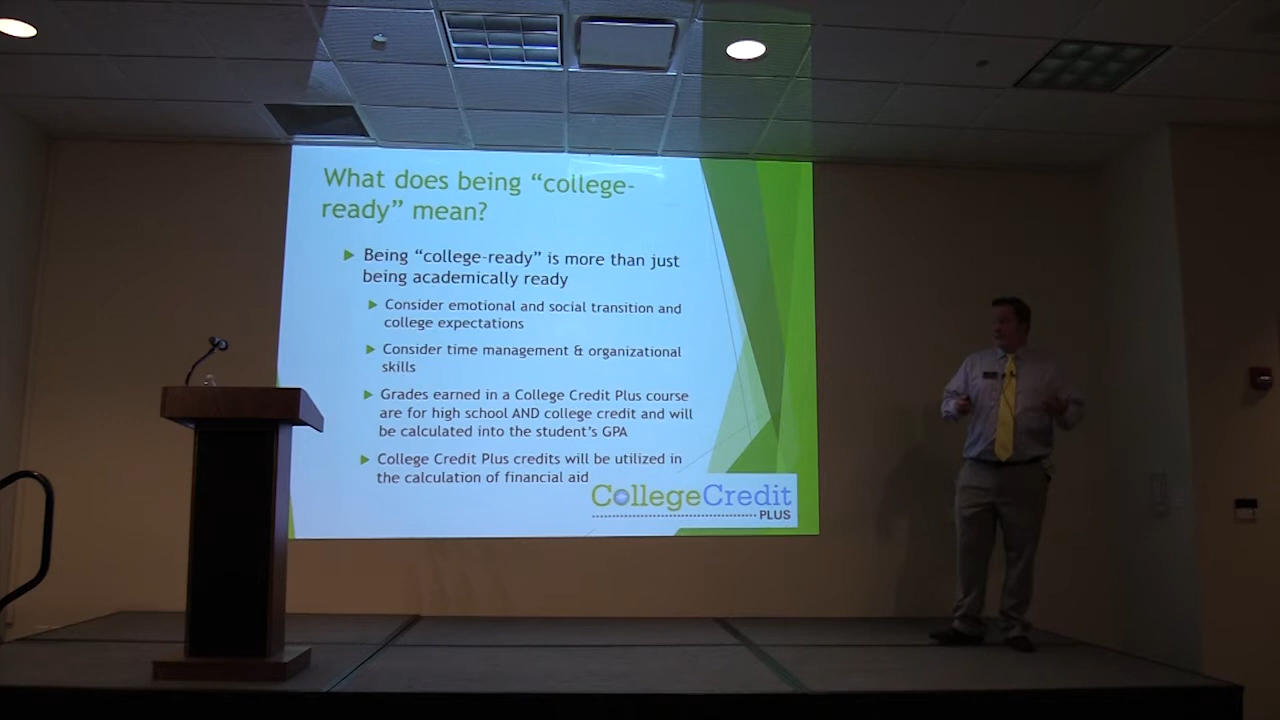 What does being “college-
ready” mean?
Being “college-ready” is more than just
being academically ready
Consider emotional and social transition and
college expectations
Consider time management & organizational
skills
Grades earned in a College Credit Plus course
are for high school AND college credit and will
be calculated into the student’s GPA
College Credit Plus credits will be utilized in
the calculation of financial aid
CollegeCredit
PLUS